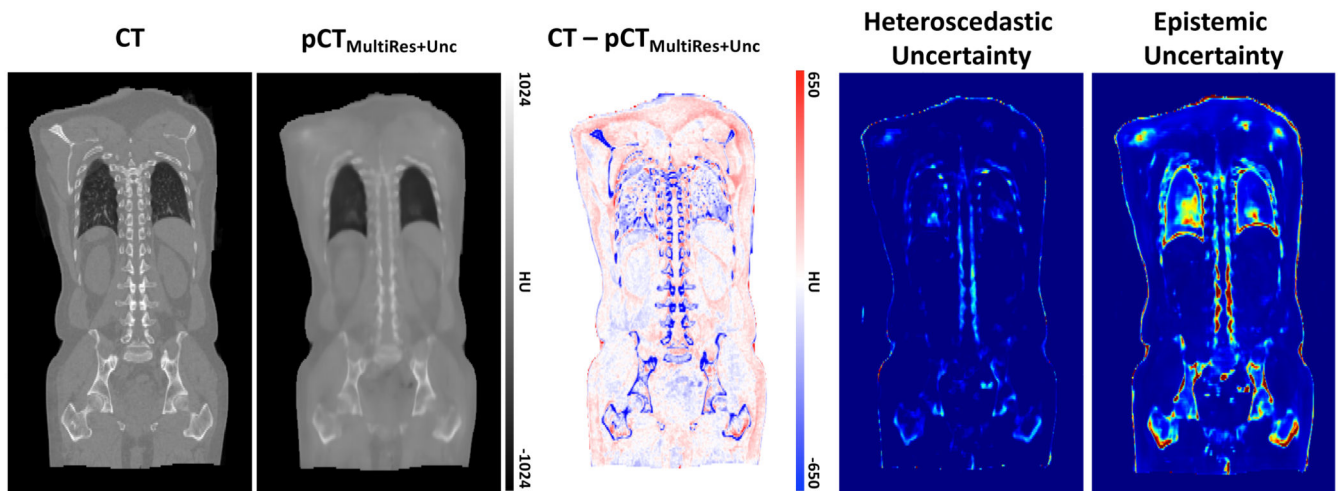 CT
pCT_MultiRes+Unc
CT – pCT_MultiRes+Unc
Heteroscedastic
Uncertainty
Epistemic
Uncertainty
1024
HU
-1024
650
HU
-650